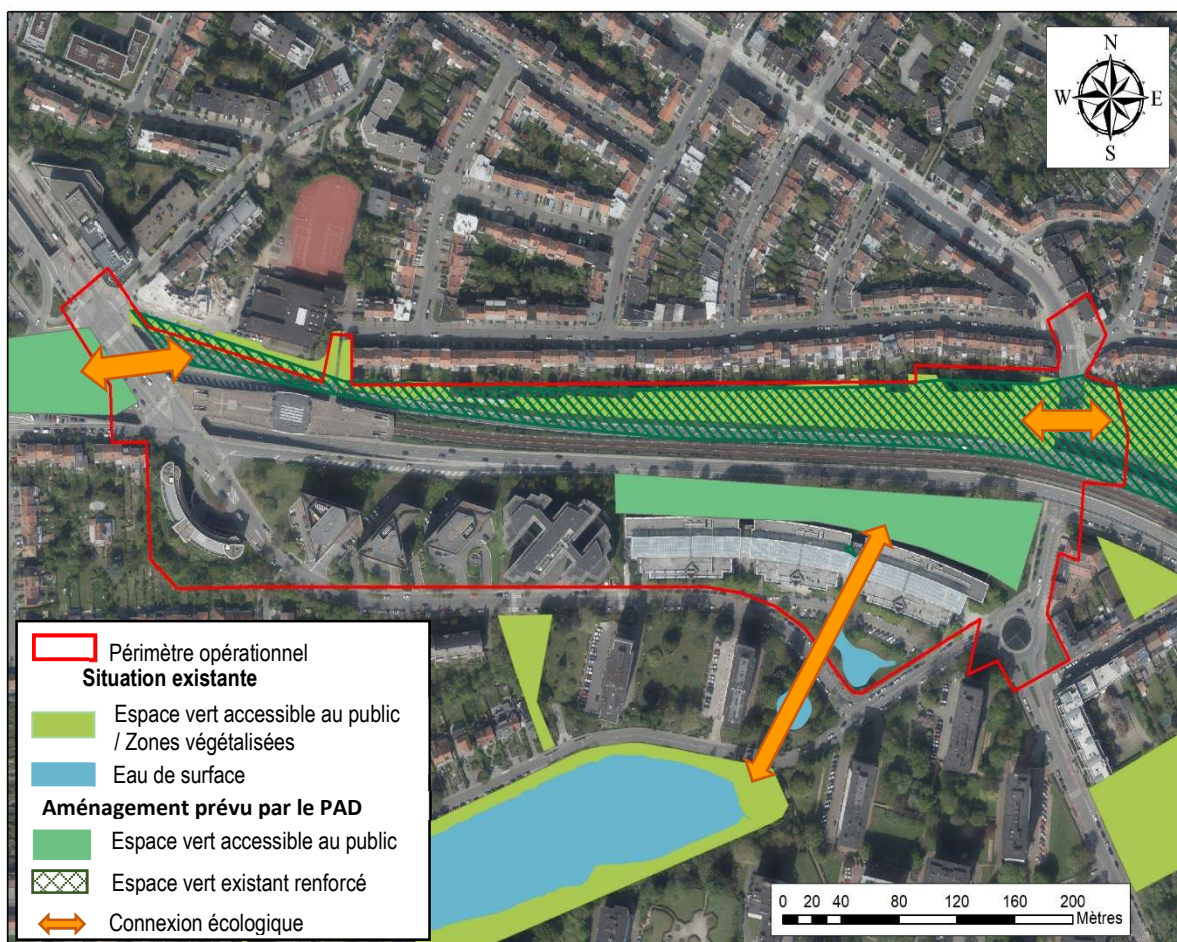 N
W E
S
Périmètre opérationnel
Situation existante
Espace vert accessible au public
/ Zones végétalisées
Eau de surface
Aménagement prévu par le PAD
Espace vert accessible au public
Espace vert existant renforcé
Connexion écologique
0 20 40 80 120 160 200
Mètres